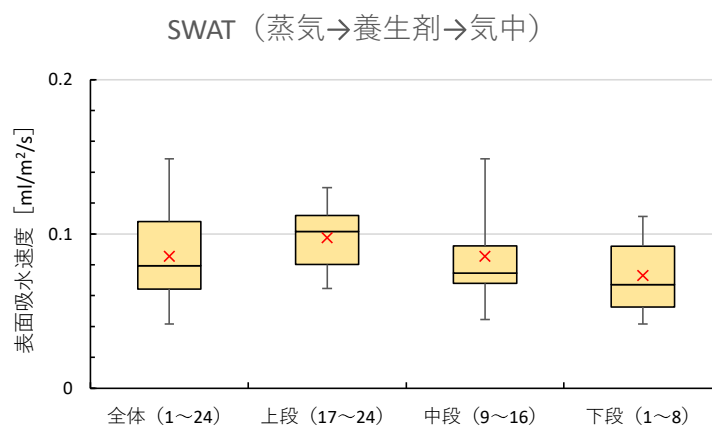 SWAT（蒸気→養生剤→気中）
表面吸水速度［ml/m²/s］
0.2
0.1
0
全体（1～24）
上段（17～24）
中段（9～16）
下段（1～8）